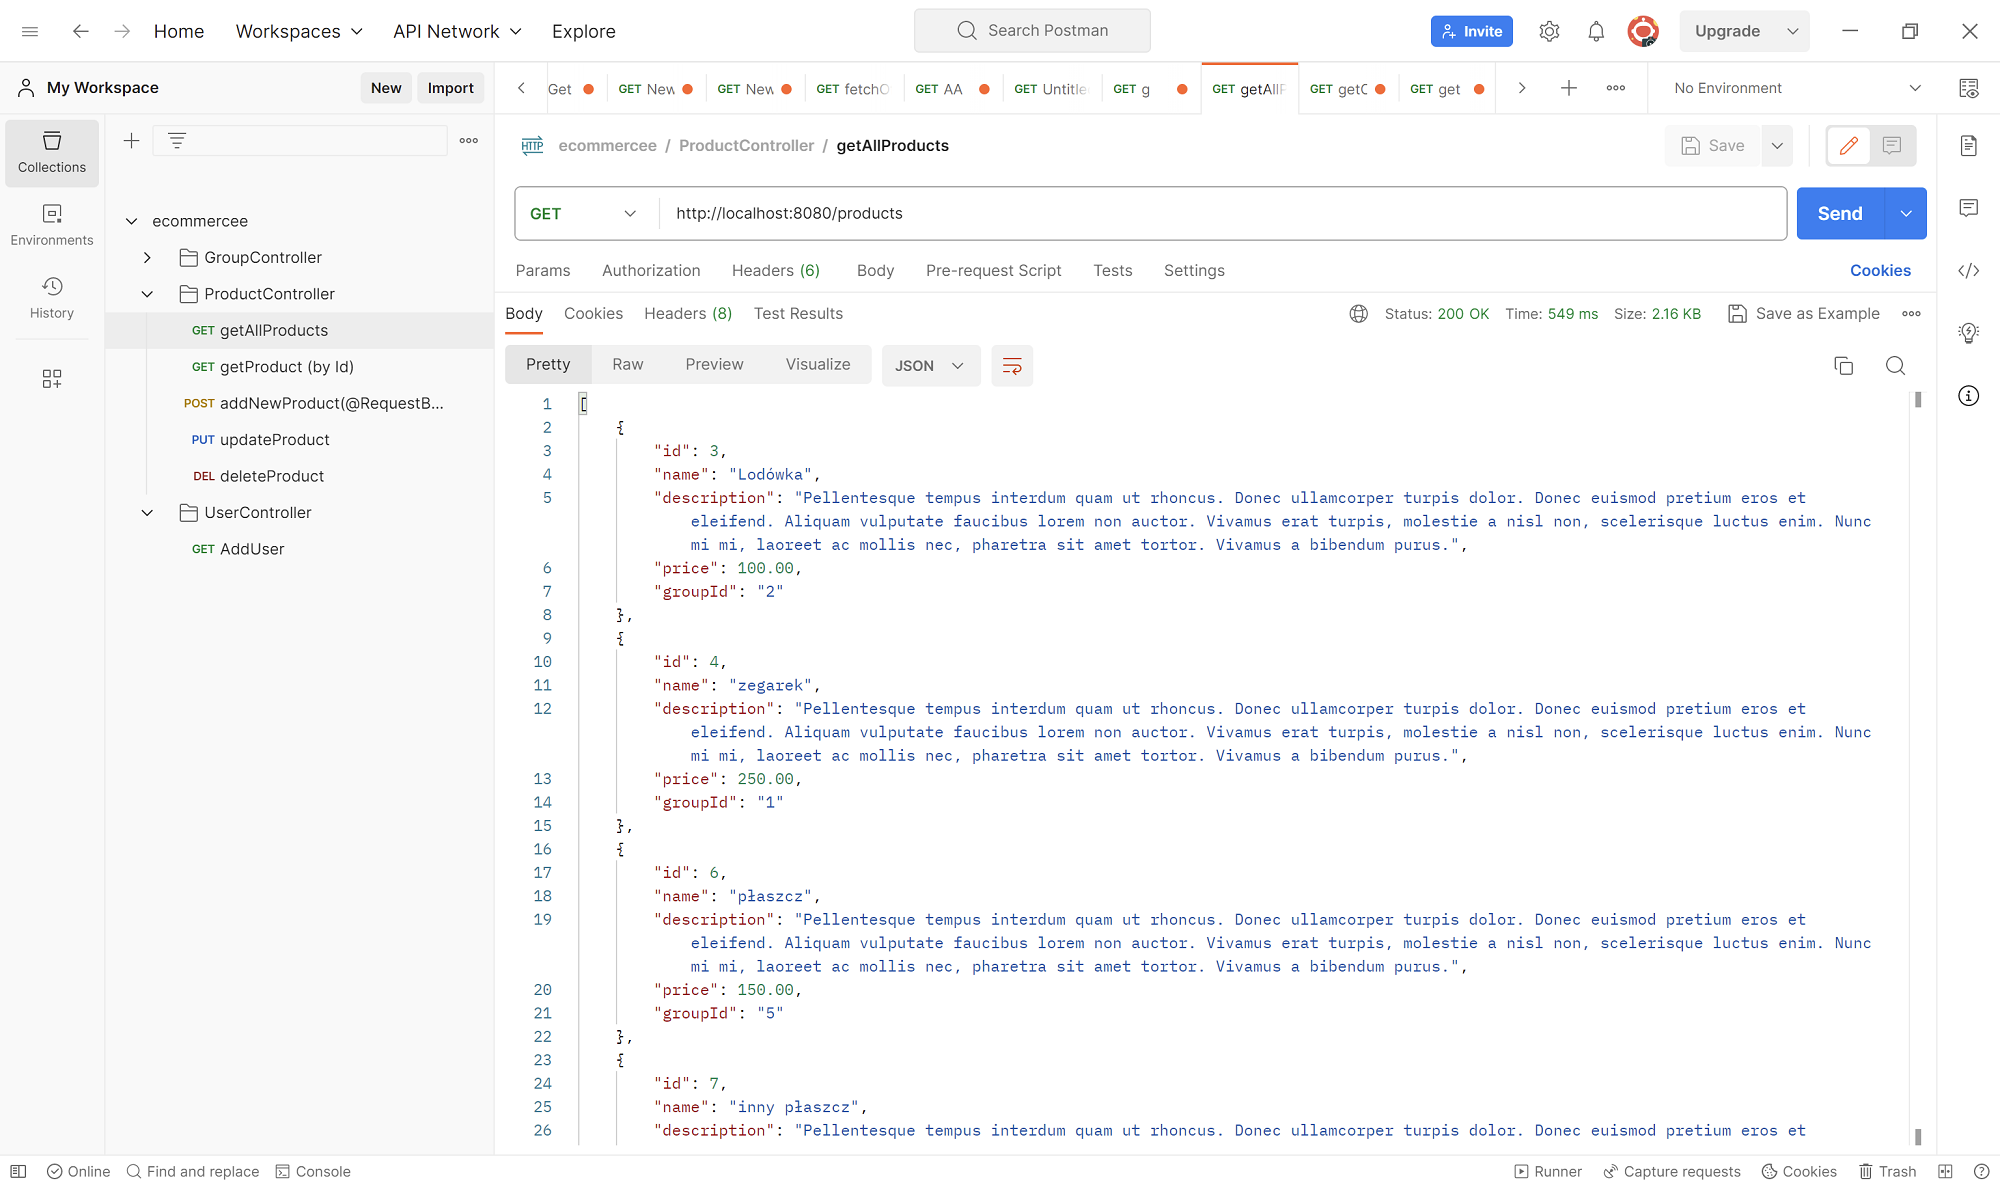 Home Workspaces API Network Explore Search Postman Invite Upgrade
My Workspace New Import
Get GET New GET New GET fetchO GET AA GET Untitle GET g GET getAllP GET getC GET get No Environment
Collections
Environments
History
ecommercee
GroupController
ProductController
GET getAllProducts
GET getProduct (by Id)
POST addNewProduct(@RequestB...
PUT updateProduct
DEL deleteProduct
UserController
GET AddUser
HTTP ecommercee / ProductController / getAllProducts Save
GET http://localhost:8080/products Send
Params Authorization Headers (6) Body Pre-request Script Tests Settings Cookies
Body Cookies Headers (8) Test Results Status: 200 OK Time: 549 ms Size: 2.16 KB Save as Example
Pretty Raw Preview Visualize JSON
1 [
2 {
3 "id": 3,
4 "name": "Lodówka",
5 "description": "Pellentesque tempus interdum quam ut rhoncus. Donec ullamcorper turpis dolor. Donec euismod pretium eros et
eleifend. Aliquam vulputate faucibus lorem non auctor. Vivamus erat turpis, molestie a nisl non, scelerisque luctus enim. Nunc
mi mi, laoreet ac mollis nec, pharetra sit amet tortor. Vivamus a bibendum purus.",
6 "price": 100.00,
7 "groupId": "2"
8 },
9 {
10 "id": 4,
11 "name": "zegarek",
12 "description": "Pellentesque tempus interdum quam ut rhoncus. Donec ullamcorper turpis dolor. Donec euismod pretium eros et
eleifend. Aliquam vulputate faucibus lorem non auctor. Vivamus erat turpis, molestie a nisl non, scelerisque luctus enim. Nunc
mi mi, laoreet ac mollis nec, pharetra sit amet tortor. Vivamus a bibendum purus.",
13 "price": 250.00,
14 "groupId": "1"
15 },
16 {
17 "id": 6,
18 "name": "płaszcz",
19 "description": "Pellentesque tempus interdum quam ut rhoncus. Donec ullamcorper turpis dolor. Donec euismod pretium eros et
eleifend. Aliquam vulputate faucibus lorem non auctor. Vivamus erat turpis, molestie a nisl non, scelerisque luctus enim. Nunc
mi mi, laoreet ac mollis nec, pharetra sit amet tortor. Vivamus a bibendum purus.",
20 "price": 150.00,
21 "groupId": "5"
22 },
23 {
24 "id": 7,
25 "name": "inny płaszcz",
26 "description": "Pellentesque tempus interdum quam ut rhoncus. Donec ullamcorper turpis dolor. Donec euismod pretium eros et
Online Find and replace Console Runner Capture requests Cookies Trash